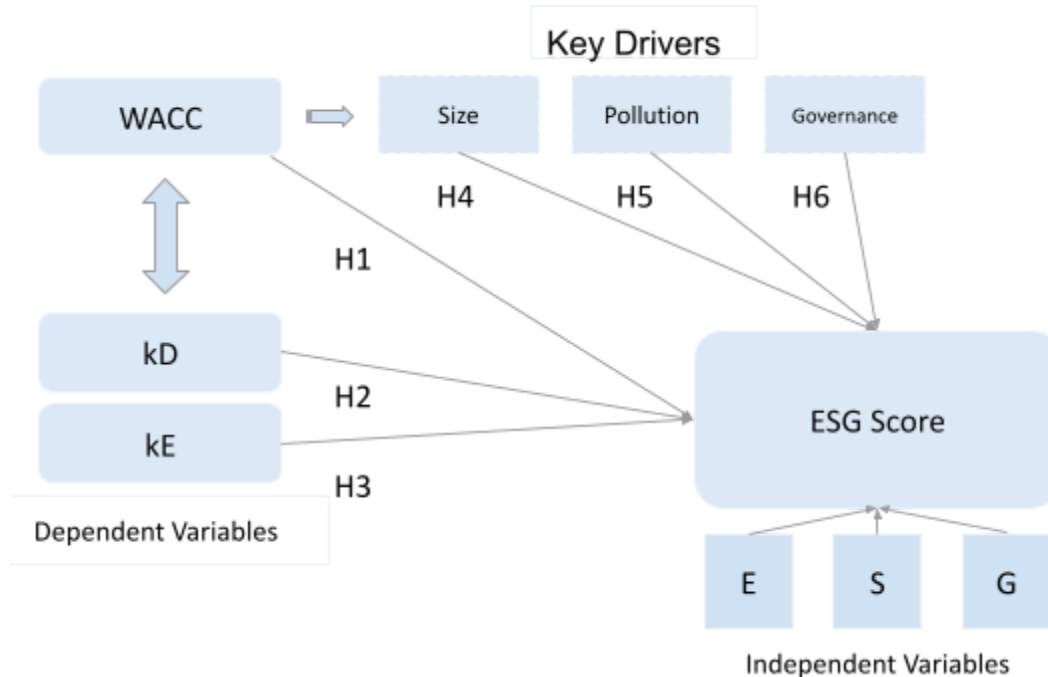 Key Drivers
WACC
Size
Pollution
Governance
H4
H5
H6
H1
kD
H2
kE
H3
ESG Score
Dependent Variables
E
S
G
Independent Variables